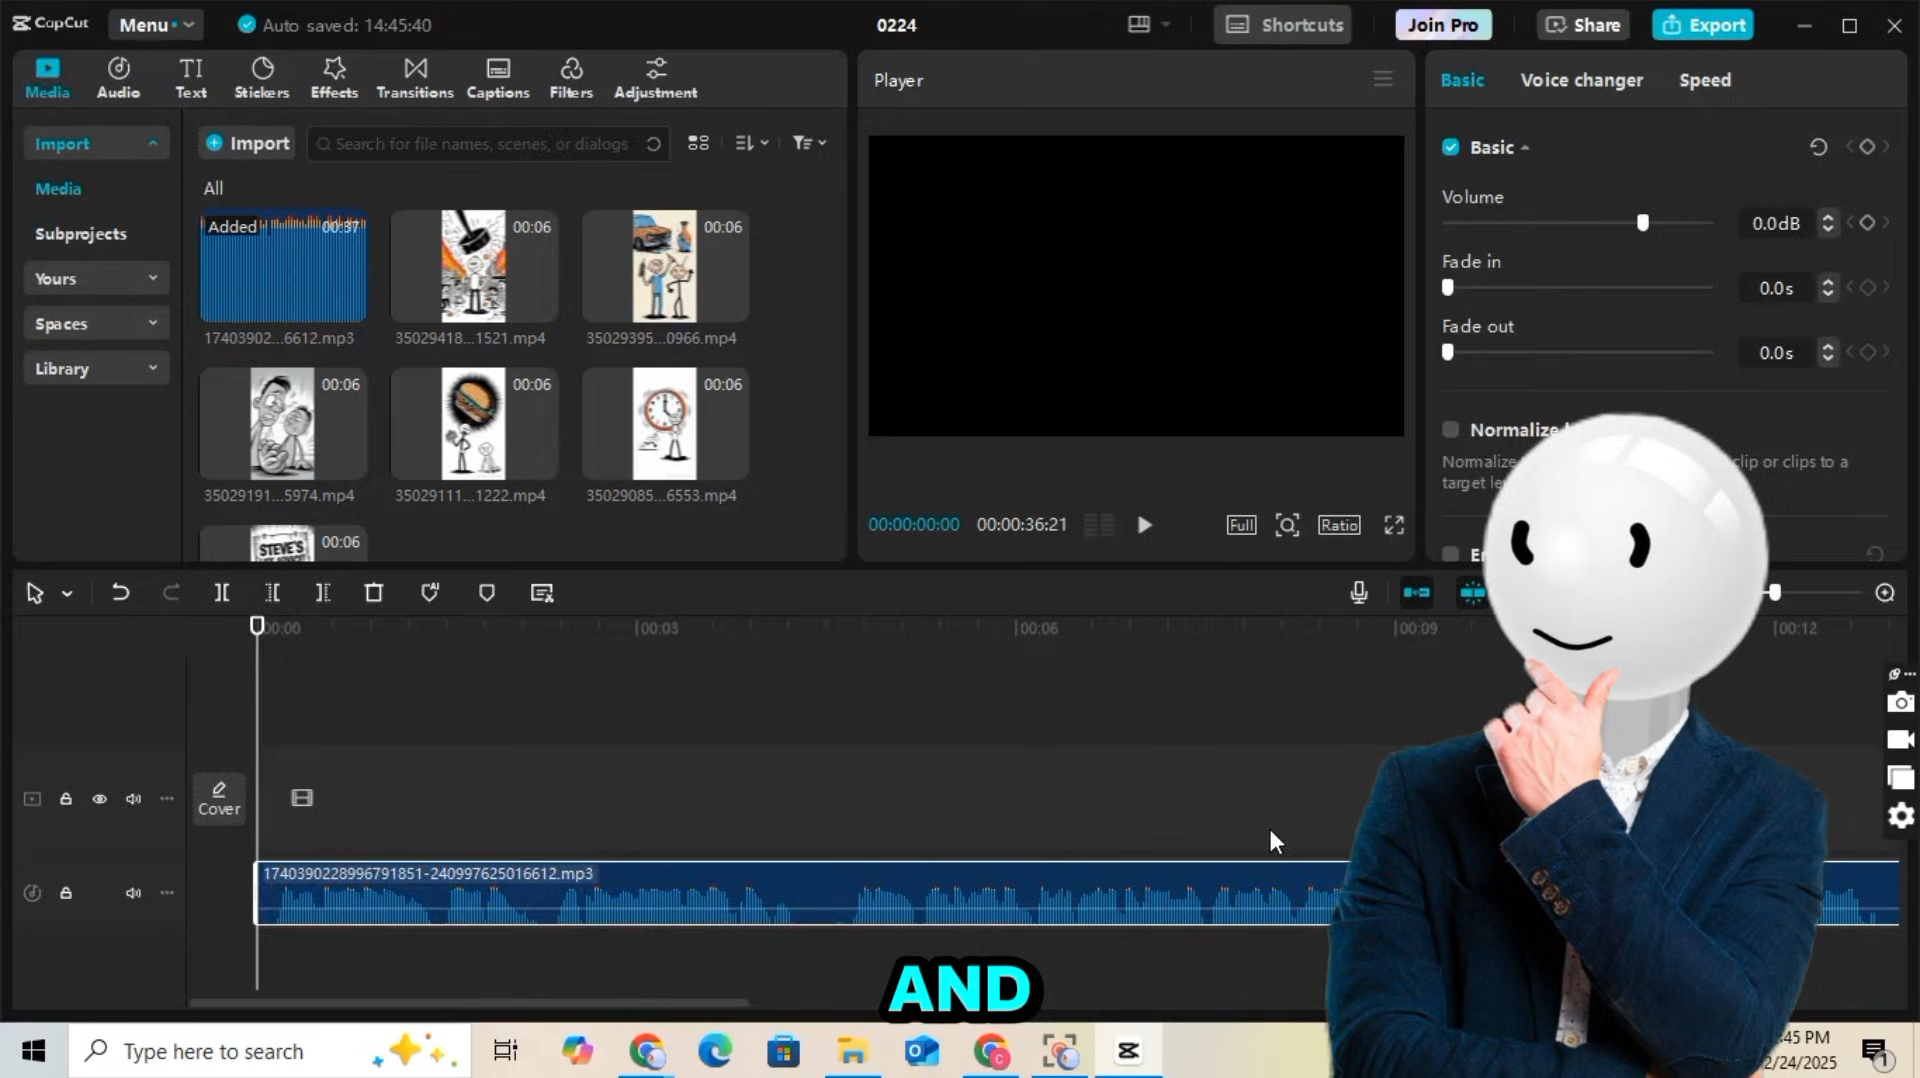 CapCut
Menu
Auto saved: 14:45:40
0224
Shortcuts
Join Pro
Share
Export
Media
Audio
TI
Text
Stickers
Effects
Transitions
Captions
Filters
Adjustment
Player
Basic
Voice changer
Speed
Import
Media
Subprojects
Yours
Spaces
Library
Import
Search for file names, scenes, or dialogs
All
Added
00:37
17403902...6612.mp3
00:06
35029418...1521.mp4
00:06
35029395...0966.mp4
00:06
35029191...5974.mp4
00:06
35029111...1222.mp4
00:06
35029085...6553.mp4
STEVE'S
00:06
00:00:00:00
00:00:36:21
Full
Ratio
Basic
Volume
0.0dB
Fade in
0.0s
Fade out
0.0s
Normalize
Normalize
clip or clips to a
target
00:00
00:03
00:06
00:09
00:12
Cover
1740390228996791851-240997625016612.mp3
AND
Type here to search
:45 PM
2/24/2025
1